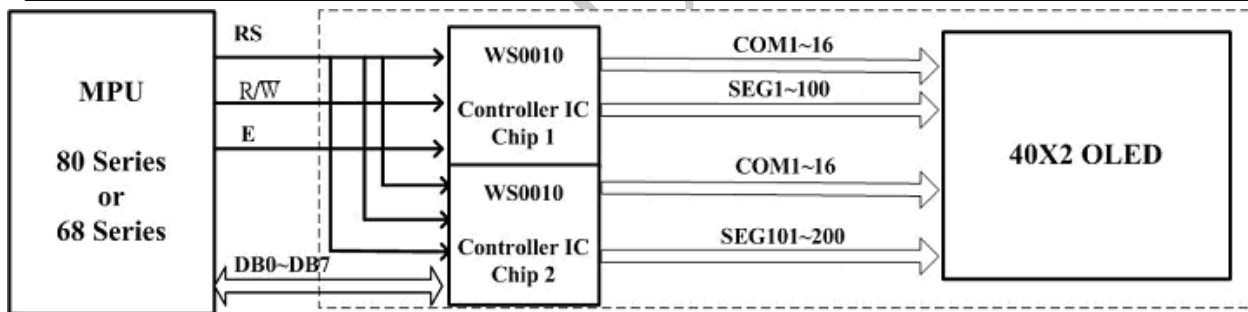 MPU
80 Series
or
68 Series
RS
R/W̅
E
DB0~DB7
WS0010
Controller IC
Chip 1
WS0010
Controller IC
Chip 2
COM1~16
SEG1~100
COM1~16
SEG101~200
40X2 OLED